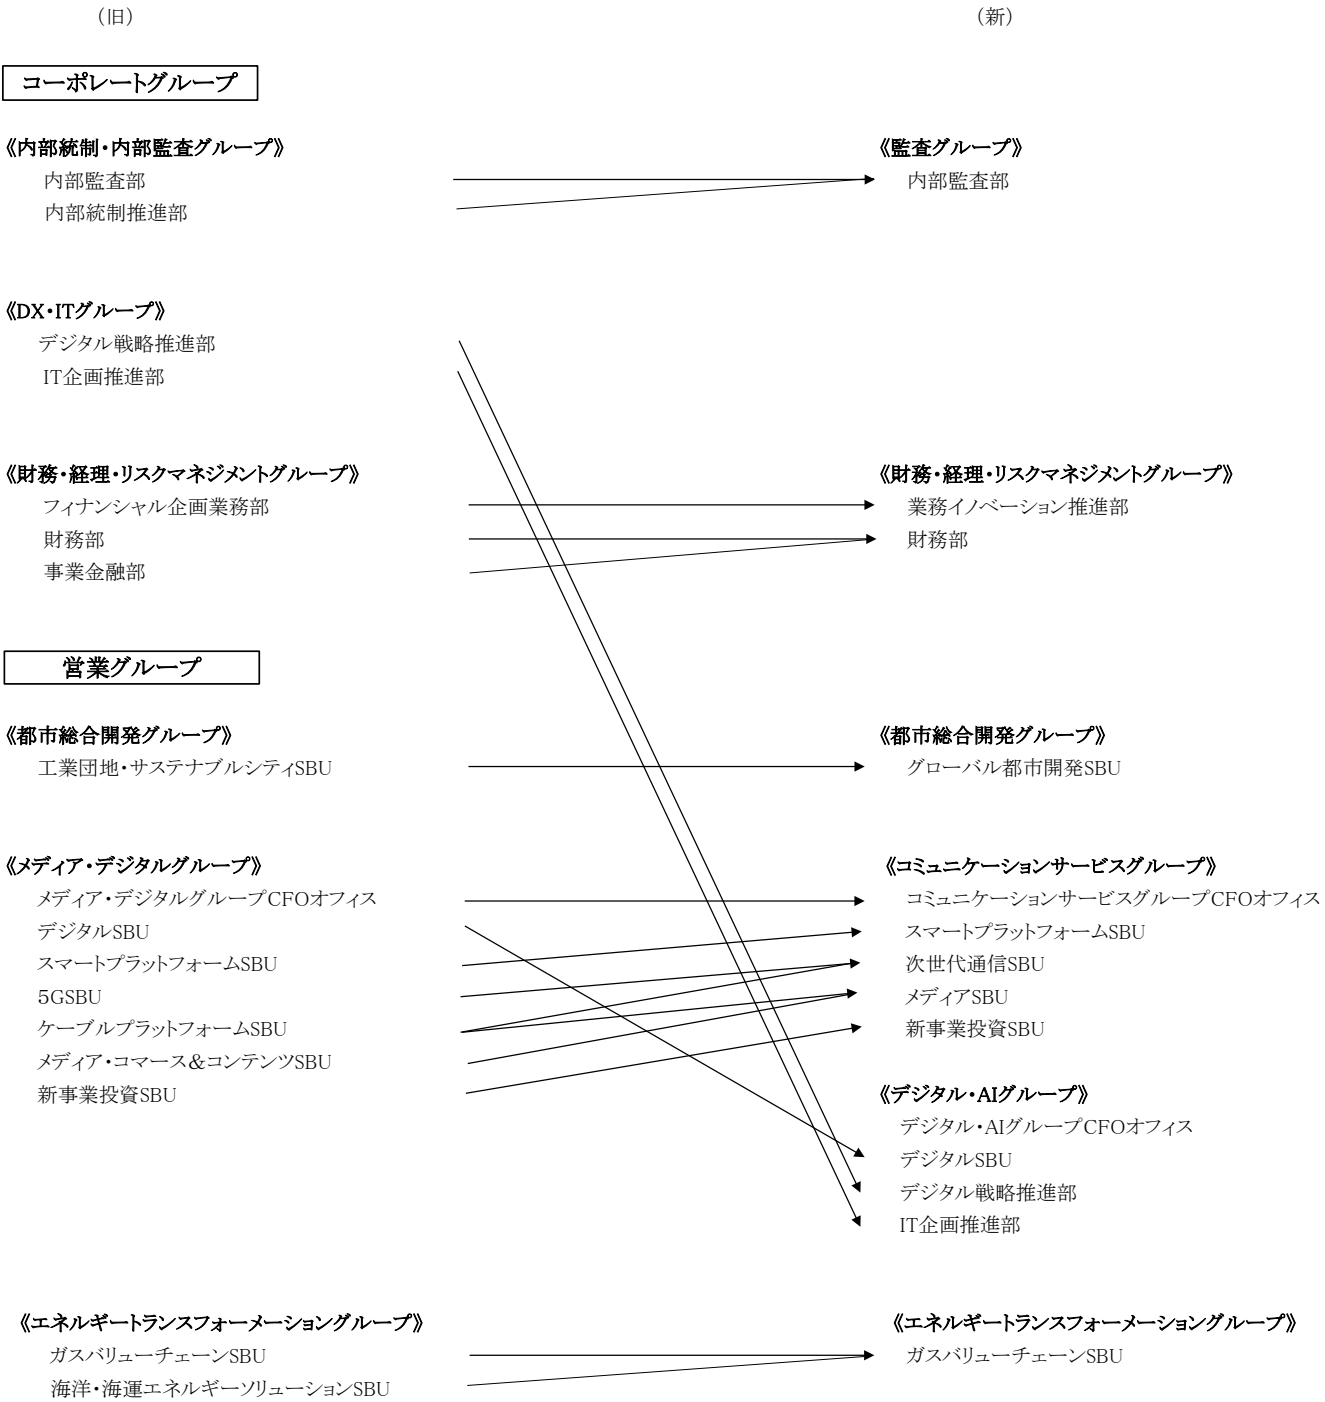 （旧）
（新）
コーポレートグループ
《内部統制・内部監査グループ》
《監査グループ》
内部監査部
内部監査部
内部統制推進部
《DX・ITグループ》
デジタル戦略推進部
IT企画推進部
《財務・経理・リスクマネジメントグループ》
《財務・経理・リスクマネジメントグループ》
フィナンシャル企画業務部
業務イノベーション推進部
財務部
財務部
事業金融部
営業グループ
《都市総合開発グループ》
《都市総合開発グループ》
工業団地・サステナブルシティSBU
グローバル都市開発SBU
《メディア・デジタルグループ》
《コミュニケーションサービスグループ》
メディア・デジタルグループCFOオフィス
コミュニケーションサービスグループCFOオフィス
デジタルSBU
スマートプラットフォームSBU
スマートプラットフォームSBU
次世代通信SBU
5GSBU
メディアSBU
ケーブルプラットフォームSBU
新事業投資SBU
メディア・コマース＆コンテンツSBU
新事業投資SBU
《デジタル・AIグループ》
デジタル・AIグループCFOオフィス
デジタルSBU
デジタル戦略推進部
IT企画推進部
《エネルギートランスフォーメーショングループ》
《エネルギートランスフォーメーショングループ》
ガスバリューチェーンSBU
ガスバリューチェーンSBU
海洋・海運エネルギーソリューションSBU